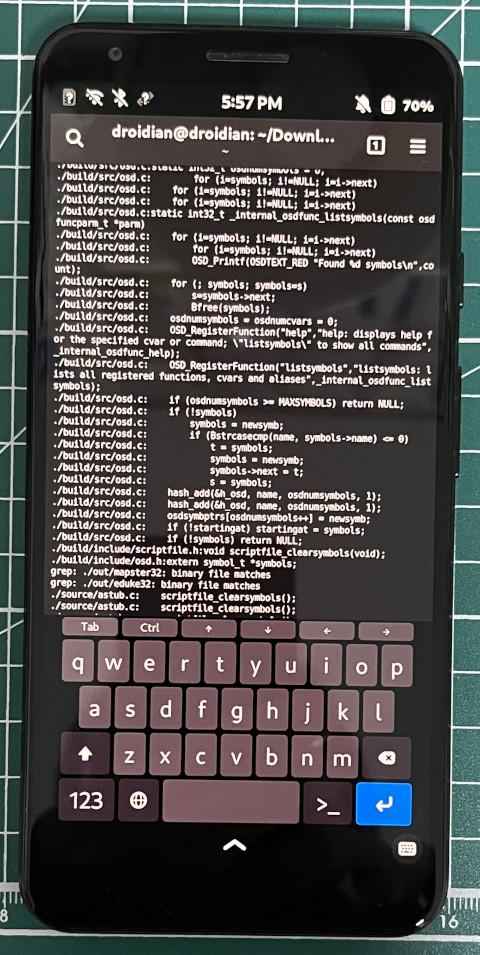 5:57 PM
70%
droidian@droidian: ~/Downl...
~
1
./build/src/osd.c:static int32_t osdnumsymbols = 0;
./build/src/osd.c:        for (i=symbols; i!=NULL; i=i->next)
./build/src/osd.c:    for (i=symbols; i!=NULL; i=i->next)
./build/src/osd.c:    for (i=symbols; i!=NULL; i=i->next)
./build/src/osd.c:static int32_t _internal_osdfunc_listsymbols(const osd
funcparm_t *parm)
./build/src/osd.c:    for (i=symbols; i!=NULL; i=i->next)
./build/src/osd.c:        for (i=symbols; i!=NULL; i=i->next)
./build/src/osd.c:        OSD_Printf(OSDTEXT_RED "Found %d symbols\n",co
unt);
./build/src/osd.c:    for (; symbols; symbols=s)
./build/src/osd.c:        s=symbols->next;
./build/src/osd.c:        Bfree(symbols);
./build/src/osd.c:    osdnumsymbols = osdnumcvars = 0;
./build/src/osd.c:    OSD_RegisterFunction("help","help: displays help f
or the specified cvar or command; \"listsymbols\" to show all commands",
_internal_osdfunc_help);
./build/src/osd.c:    OSD_RegisterFunction("listsymbols","listsymbols: l
ists all registered functions, cvars and aliases",_internal_osdfunc_list
symbols);
./build/src/osd.c:    if (osdnumsymbols >= MAXSYMBOLS) return NULL;
./build/src/osd.c:    if (!symbols)
./build/src/osd.c:        symbols = newsymb;
./build/src/osd.c:        if (Bstrcasecmp(name, symbols->name) <= 0)
./build/src/osd.c:            t = symbols;
./build/src/osd.c:            symbols = newsymb;
./build/src/osd.c:            symbols->next = t;
./build/src/osd.c:            s = symbols;
./build/src/osd.c:    hash_add(&h_osd, name, osdnumsymbols, 1);
./build/src/osd.c:    hash_add(&h_osd, name, osdnumsymbols, 1);
./build/src/osd.c:    osdsymbptrs[osdnumsymbols++] = newsymb;
./build/src/osd.c:    if (!startingat) startingat = symbols;
./build/src/osd.c:    if (!symbols) return NULL;
./build/include/scriptfile.h:void scriptfile_clearsymbols(void);
./build/include/osd.h:extern symbol_t *symbols;
grep: ./out/mapster32: binary file matches
grep: ./out/eduke32: binary file matches
./source/astub.c:    scriptfile_clearsymbols();
./source/astub.c:    scriptfile_clearsymbols();
Tab Ctrl ↑ ↓ ← →
q w e r t y u i o p
a s d f g h j k l
z x c v b n m
123 >_
8 16